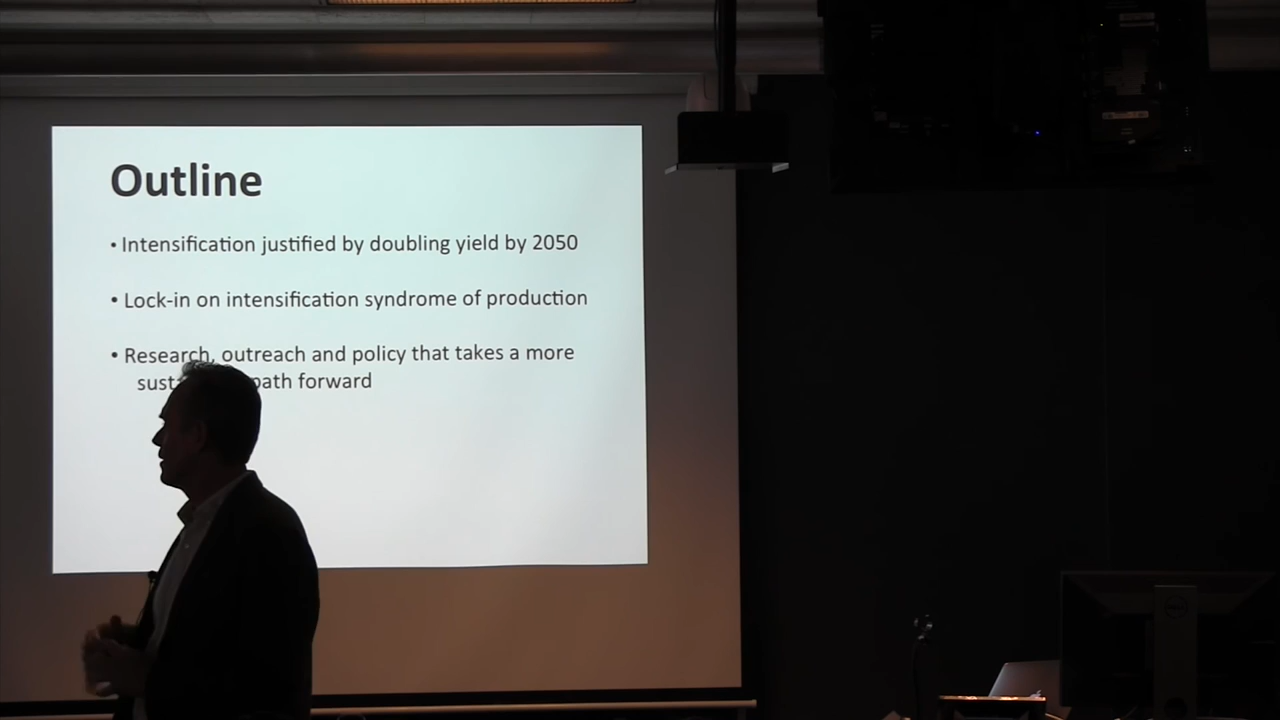 Outline
• Intensification justified by doubling yield by 2050
• Lock-in on intensification syndrome of production
• Research, outreach and policy that takes a more
path forward